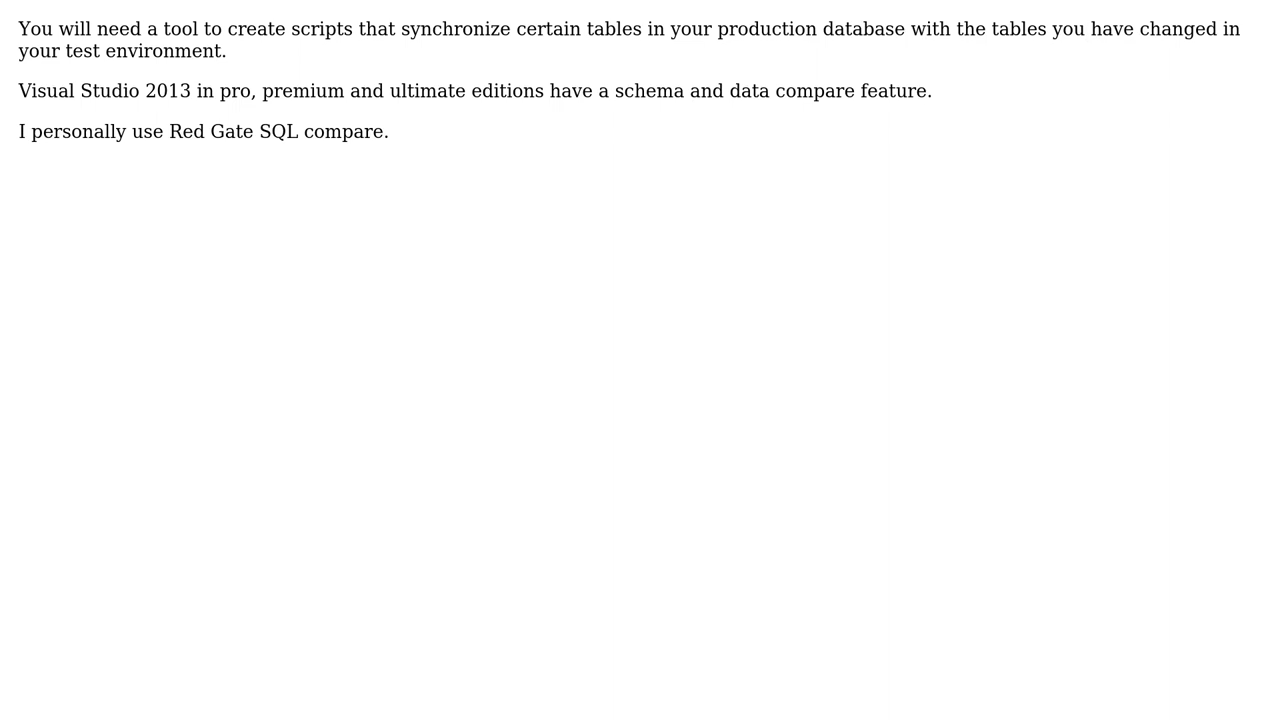 You will need a tool to create scripts that synchronize certain tables in your production database with the tables you have changed in
your test environment.
Visual Studio 2013 in pro, premium and ultimate editions have a schema and data compare feature.
I personally use Red Gate SQL compare.